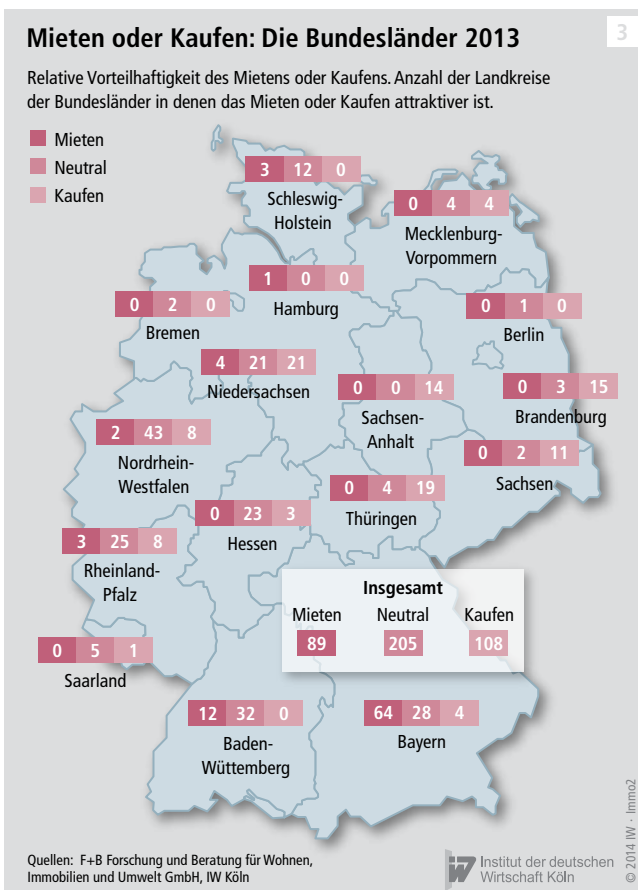 Mieten oder Kaufen: Die Bundesländer 2013
3
Relative Vorteilhaftigkeit des Mietens oder Kaufens. Anzahl der Landkreise
der Bundesländer in denen das Mieten oder Kaufen attraktiver ist.
Mieten
Neutral
Kaufen
3 12 0
Schleswig-
Holstein
0 4 4
Mecklenburg-
Vorpommern
1 0 0
Hamburg
0 2 0
Bremen
0 1 0
Berlin
4 21 21
Niedersachsen
0 0 14
Sachsen-
Anhalt
0 3 15
Brandenburg
2 43 8
Nordrhein-
Westfalen
0 2 11
Sachsen
0 4 19
Thüringen
0 23 3
Hessen
3 25 8
Rheinland-
Pfalz
Insgesamt
Mieten Neutral Kaufen
89 205 108
0 5 1
Saarland
12 32 0
Baden-
Wüttemberg
64 28 4
Bayern
Quellen: F+B Forschung und Beratung für Wohnen,
Immobilien und Umwelt GmbH, IW Köln
iw Institut der deutschen
Wirtschaft Köln
© 2014 IW · Immo2